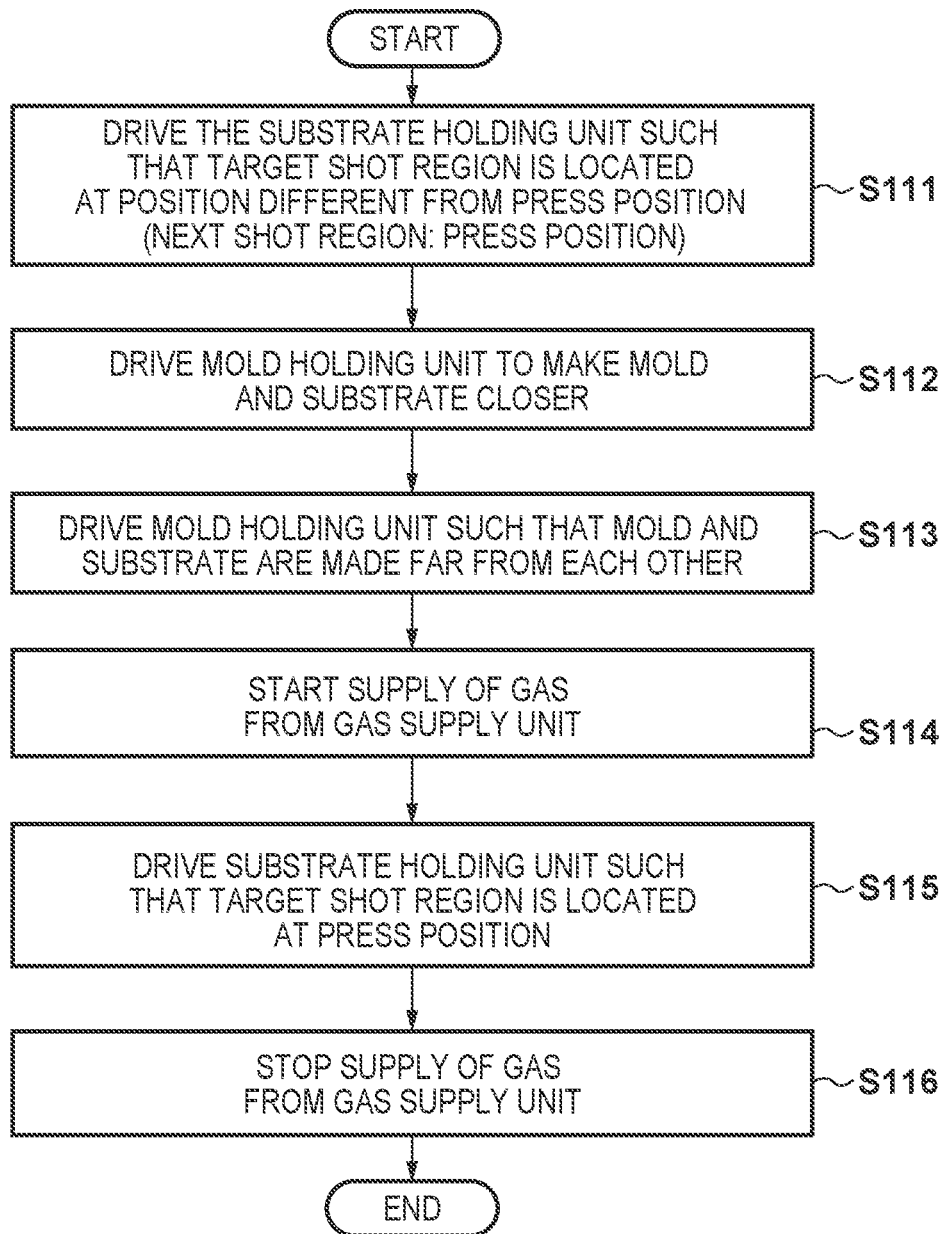 START
DRIVE THE SUBSTRATE HOLDING UNIT SUCH
THAT TARGET SHOT REGION IS LOCATED
AT POSITION DIFFERENT FROM PRESS POSITION
(NEXT SHOT REGION: PRESS POSITION)
S111
DRIVE MOLD HOLDING UNIT TO MAKE MOLD
AND SUBSTRATE CLOSER
S112
DRIVE MOLD HOLDING UNIT SUCH THAT MOLD AND
SUBSTRATE ARE MADE FAR FROM EACH OTHER
S113
START SUPPLY OF GAS
FROM GAS SUPPLY UNIT
S114
DRIVE SUBSTRATE HOLDING UNIT SUCH
THAT TARGET SHOT REGION IS LOCATED
AT PRESS POSITION
S115
STOP SUPPLY OF GAS
FROM GAS SUPPLY UNIT
S116
END